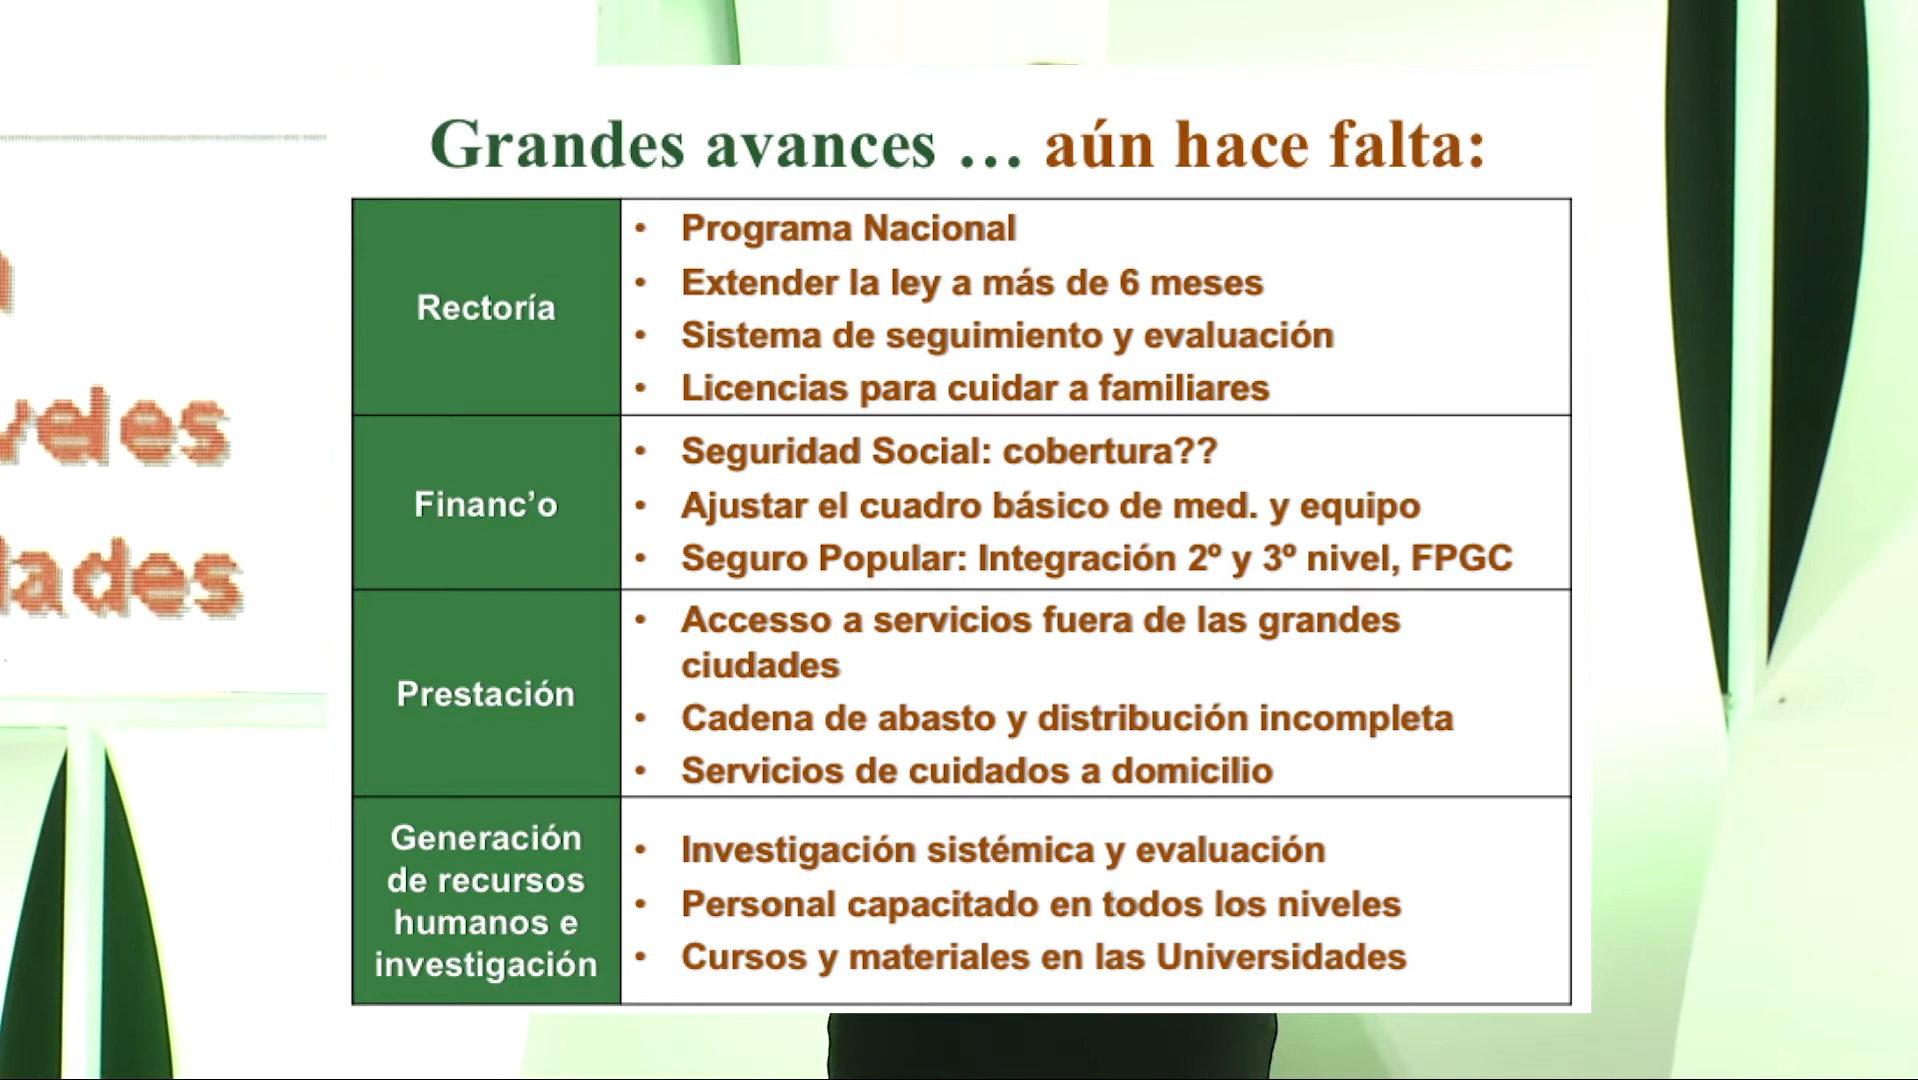 Grandes avances … aún hace falta:
Rectoría
• Programa Nacional
• Extender la ley a más de 6 meses
• Sistema de seguimiento y evaluación
• Licencias para cuidar a familiares
Financ’o
• Seguridad Social: cobertura??
• Ajustar el cuadro básico de med. y equipo
• Seguro Popular: Integración 2º y 3º nivel, FPGC
Prestación
• Accesso a servicios fuera de las grandes
ciudades
• Cadena de abasto y distribución incompleta
• Servicios de cuidados a domicilio
Generación
de recursos
humanos e
investigación
• Investigación sistémica y evaluación
• Personal capacitado en todos los niveles
• Cursos y materiales en las Universidades